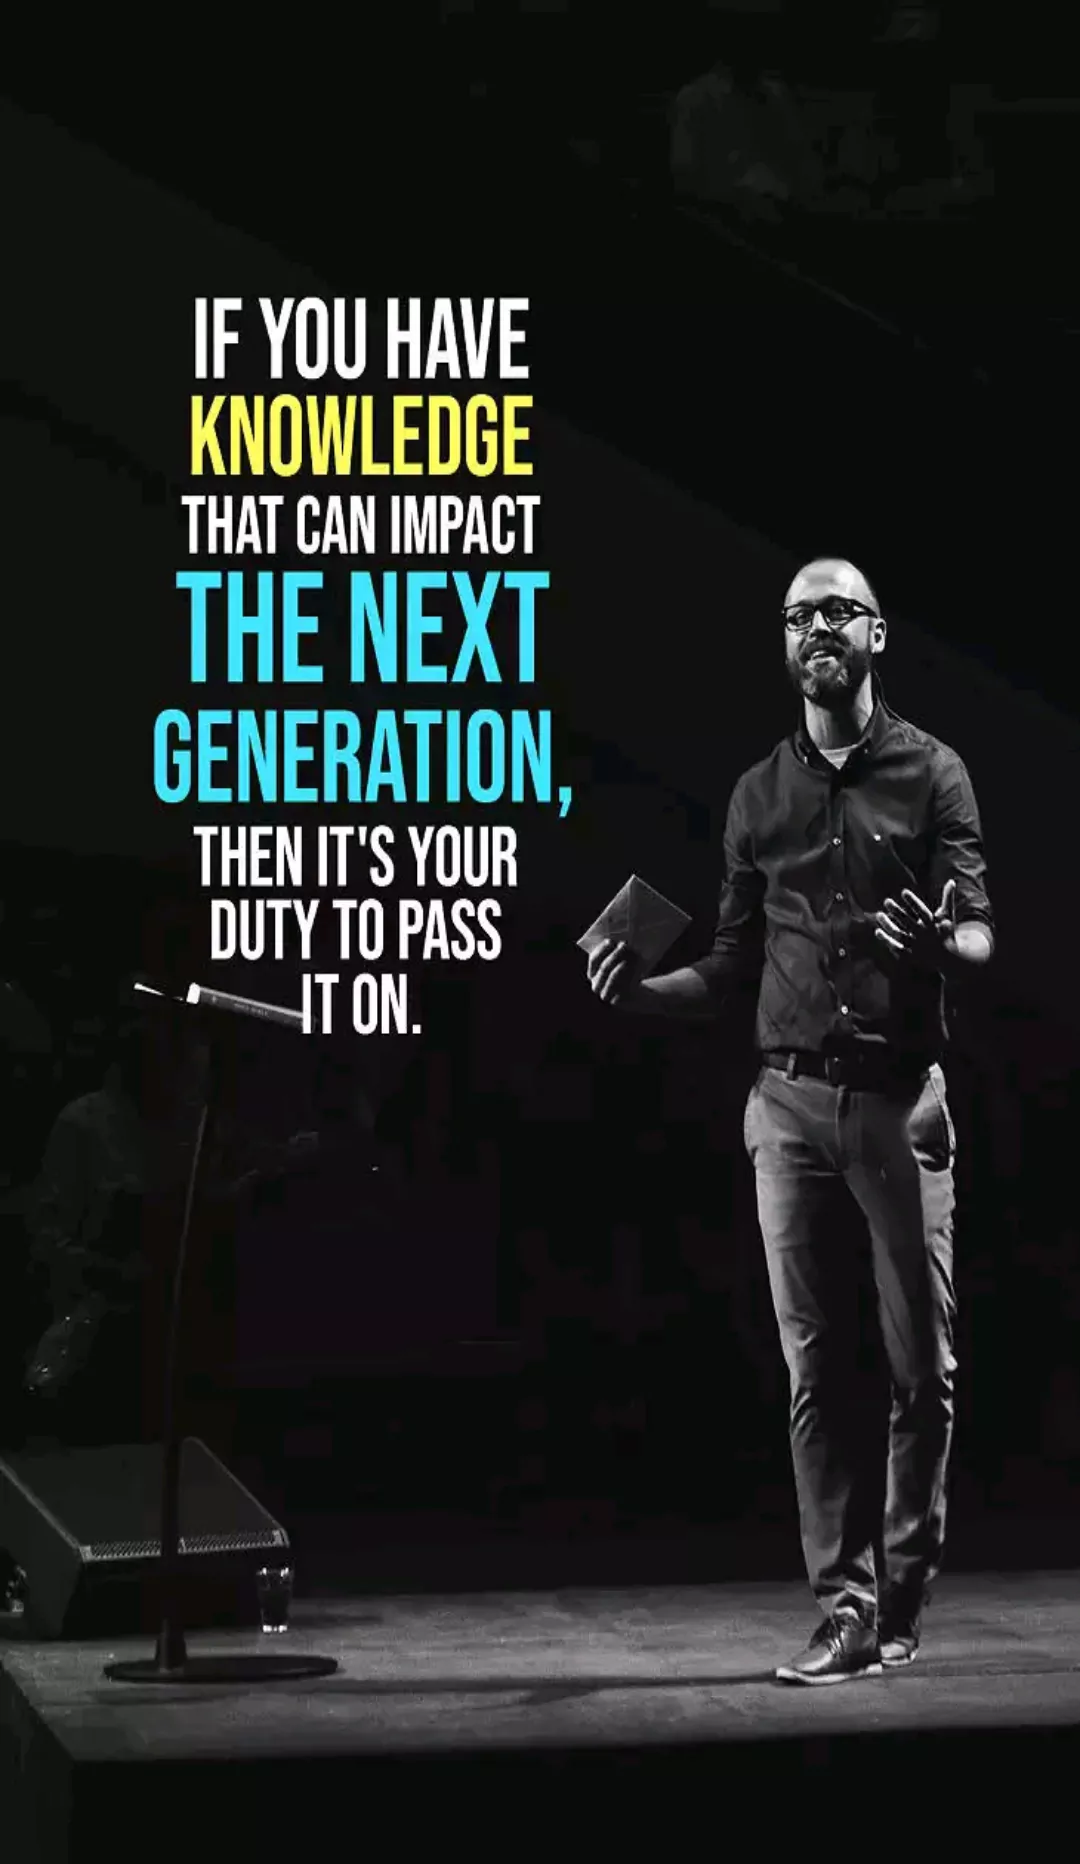 IF YOU HAVE
KNOWLEDGE
THAT CAN IMPACT
THE NEXT
GENERATION,
THEN IT'S YOUR
DUTY TO PASS
IT ON.